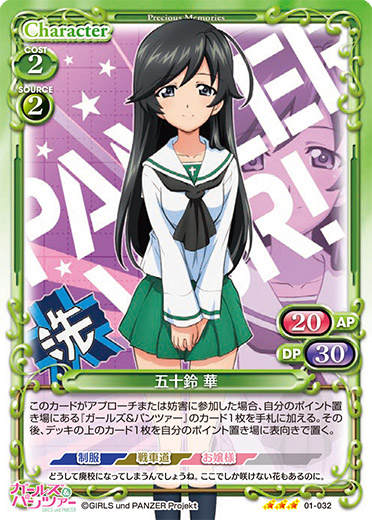 Precious Memories
Character
COST
2
SOURCE
2
PANZER
VOR!
洗
20 AP
DP 30
五十鈴 華
このカードがアプローチまたは妨害に参加した場合、自分のポイント置
き場にある「ガールズ&パンツァー」のカード1枚を手札に加える。その
後、デッキの上のカード1枚を自分のポイント置き場に表向きで置く。
制服 戦車道 お嬢様
どうして廃校になってしまうんでしょうね。ここでしか咲けない花もあるのに。
ガールズ&パンツァー
GIRLS und PANZER
©GIRLS und PANZER Projekt
01-032